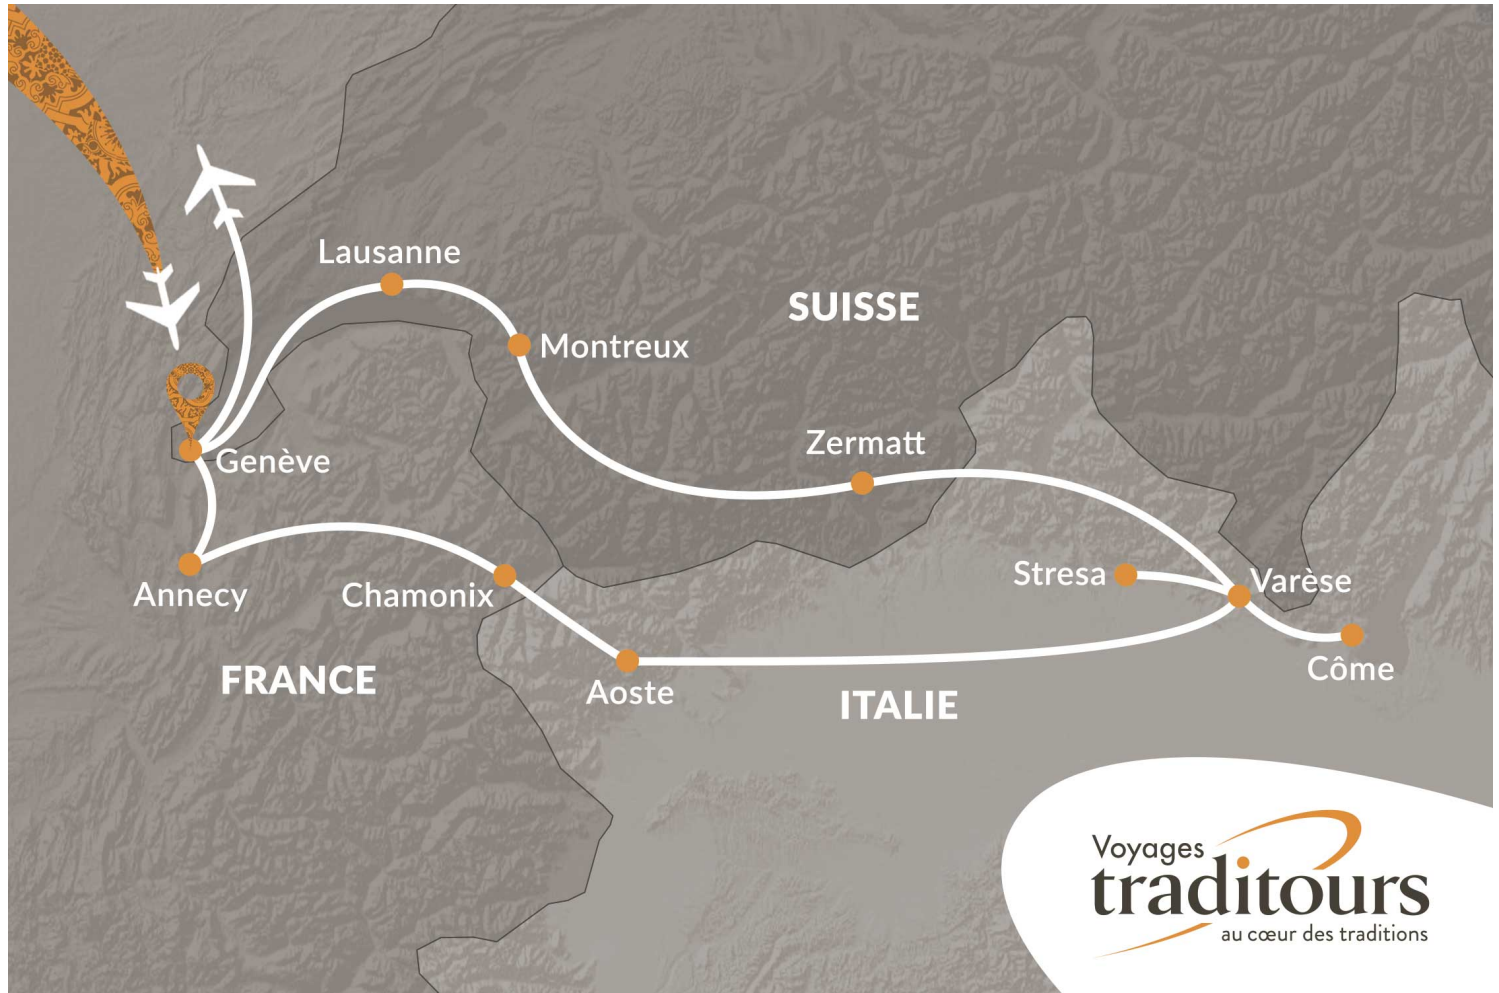 Lausanne
SUISSE
Montreux
Zermatt
Genève
Stresa
Varèse
Annecy
Chamonix
Côme
FRANCE
Aoste
ITALIE
Voyages
traditours
au cœur des traditions